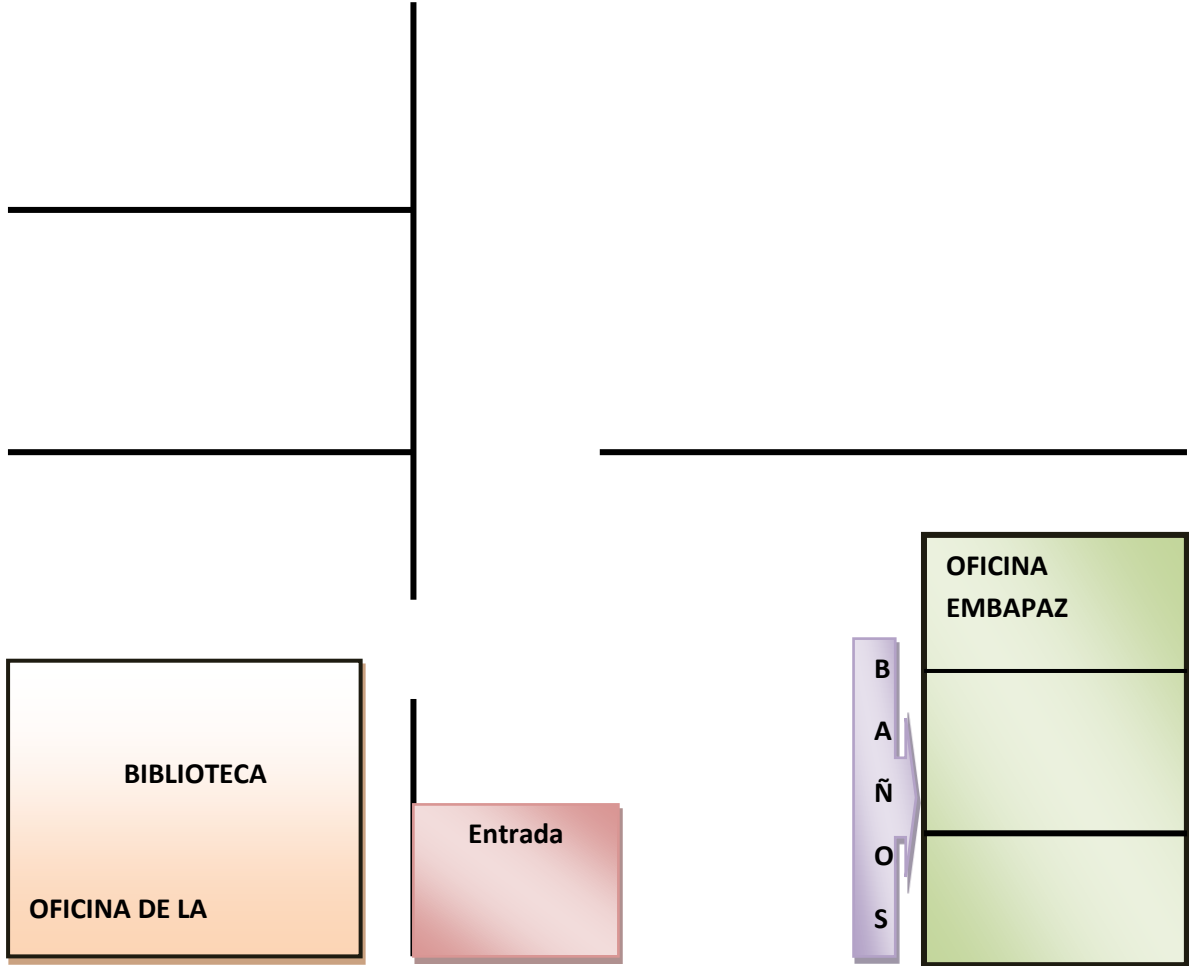 OFICINA
EMBAPAZ
B
A
Ñ
O
S
BIBLIOTECA
Entrada
OFICINA DE LA